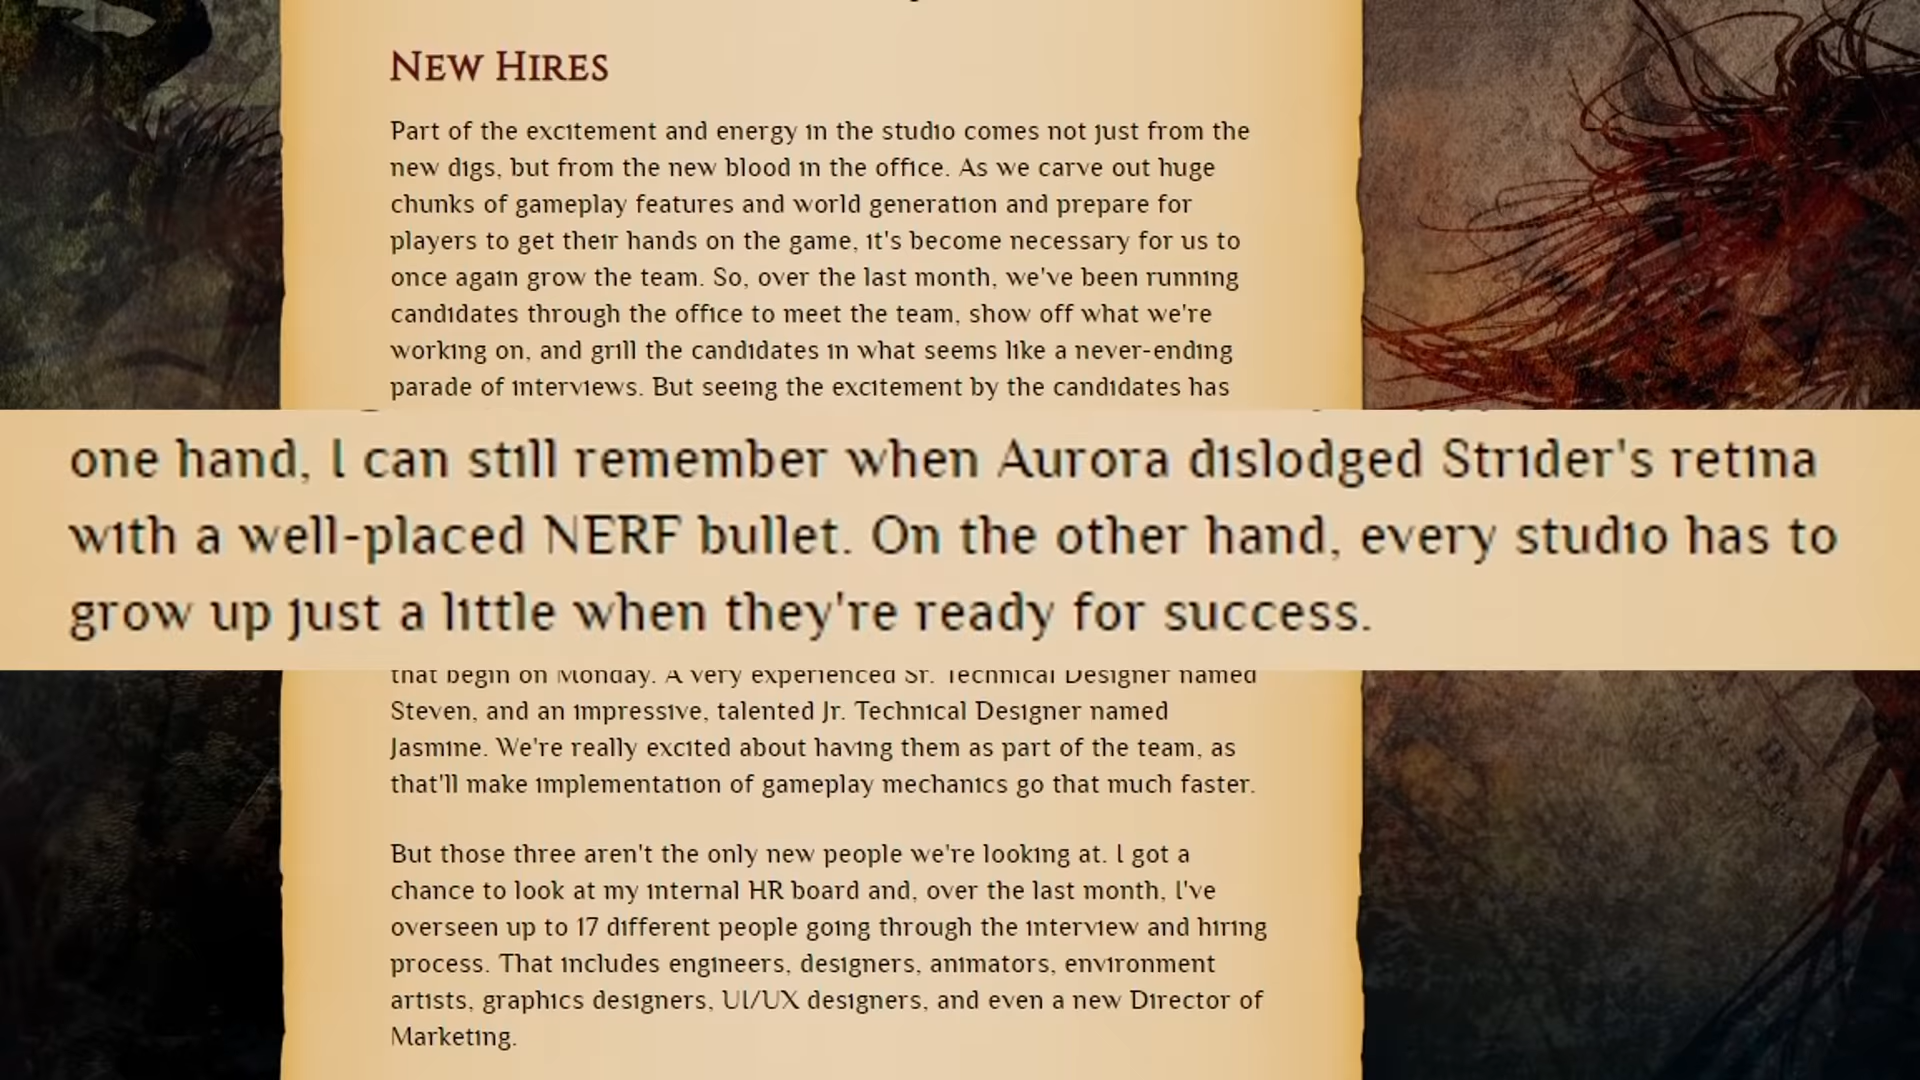 New Hires
Part of the excitement and energy in the studio comes not just from the
new digs, but from the new blood in the office. As we carve out huge
chunks of gameplay features and world generation and prepare for
players to get their hands on the game, it's become necessary for us to
once again grow the team. So, over the last month, we've been running
candidates through the office to meet the team, show off what we're
working on, and grill the candidates in what seems like a never-ending
parade of interviews. But seeing the excitement by the candidates has
one hand, I can still remember when Aurora dislodged Strider's retina
with a well-placed NERF bullet. On the other hand, every studio has to
grow up just a little when they're ready for success.
that begin on Monday. A very experienced Sr. Technical Designer named
Steven, and an impressive, talented Jr. Technical Designer named
Jasmine. We're really excited about having them as part of the team, as
that'll make implementation of gameplay mechanics go that much faster.
But those three aren't the only new people we're looking at. I got a
chance to look at my internal HR board and, over the last month, I've
overseen up to 17 different people going through the interview and hiring
process. That includes engineers, designers, animators, environment
artists, graphics designers, UI/UX designers, and even a new Director of
Marketing.